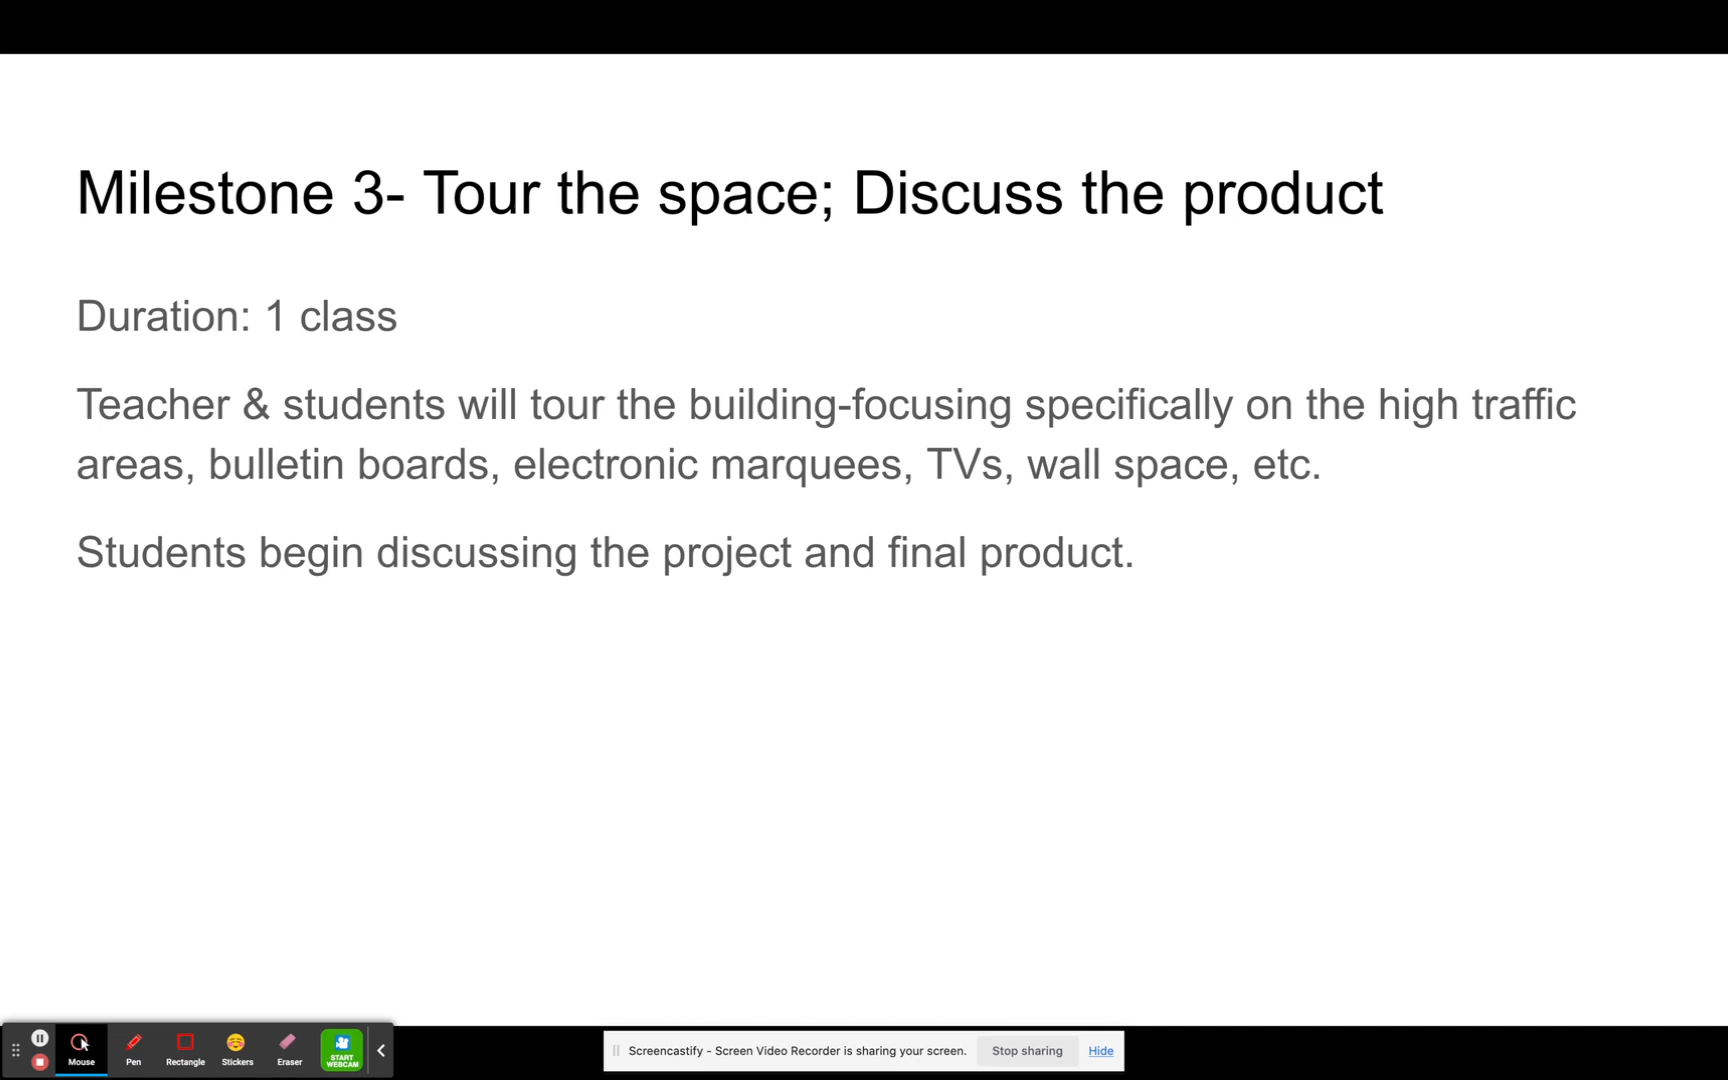 Milestone 3- Tour the space; Discuss the product
Duration: 1 class
Teacher & students will tour the building-focusing specifically on the high traffic
areas, bulletin boards, electronic marquees, TVs, wall space, etc.
Students begin discussing the project and final product.
Mouse
Pen
Rectangle
Stickers
Eraser
START
WEBCAM
Screencastify - Screen Video Recorder is sharing your screen.
Stop sharing
Hide